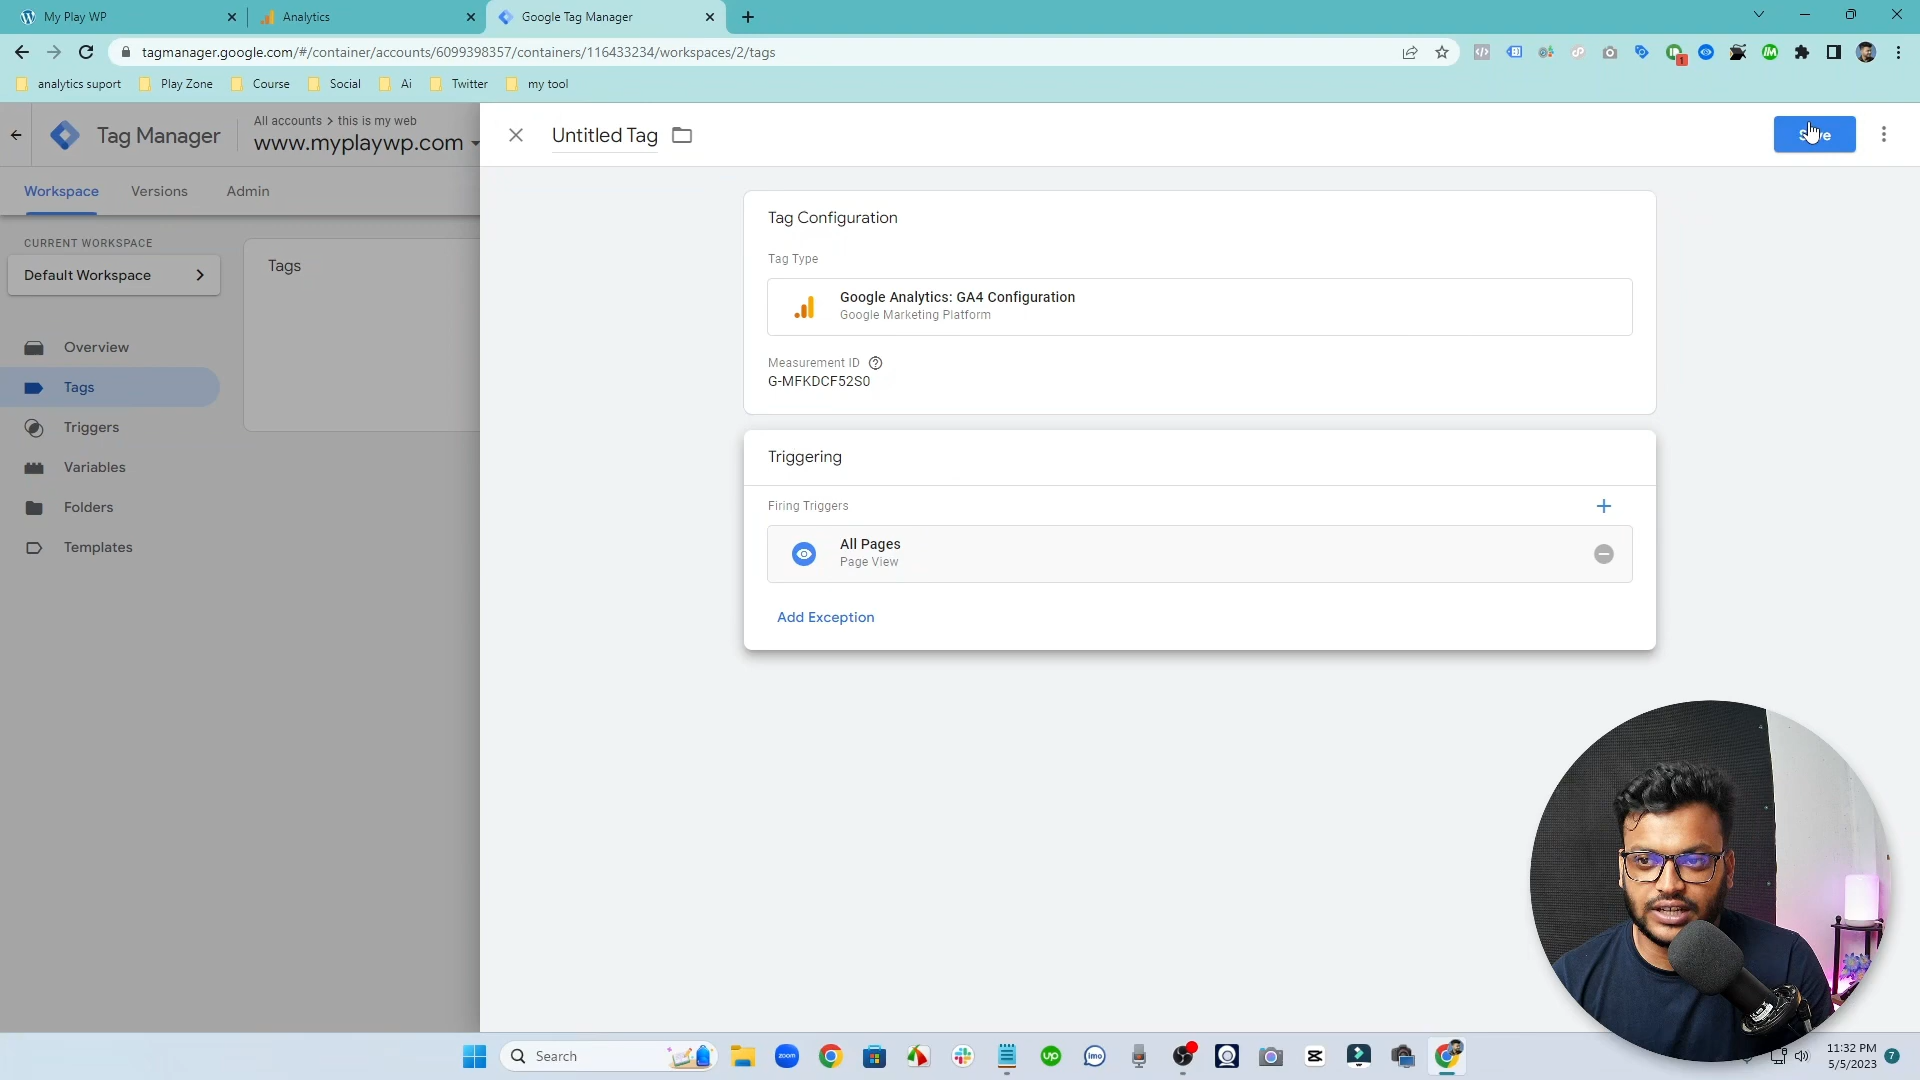 My Play WP
Analytics
Google Tag Manager
tagmanager.google.com/#/container/accounts/6099398357/containers/116433234/workspaces/2/tags
analytics suport
Play Zone
Course
Social
Ai
Twitter
my tool
Tag Manager
All accounts > this is my web
www.myplaywp.com
Untitled Tag
Workspace
Versions
Admin
CURRENT WORKSPACE
Default Workspace
Overview
Tags
Triggers
Variables
Folders
Templates
Tags
Tag Configuration
Tag Type
Google Analytics: GA4 Configuration
Google Marketing Platform
Measurement ID
G-MFKDCF52S0
Triggering
Firing Triggers
All Pages
Page View
Add Exception
Search
zoom
up
imo
11:32 PM
5/5/2023
7